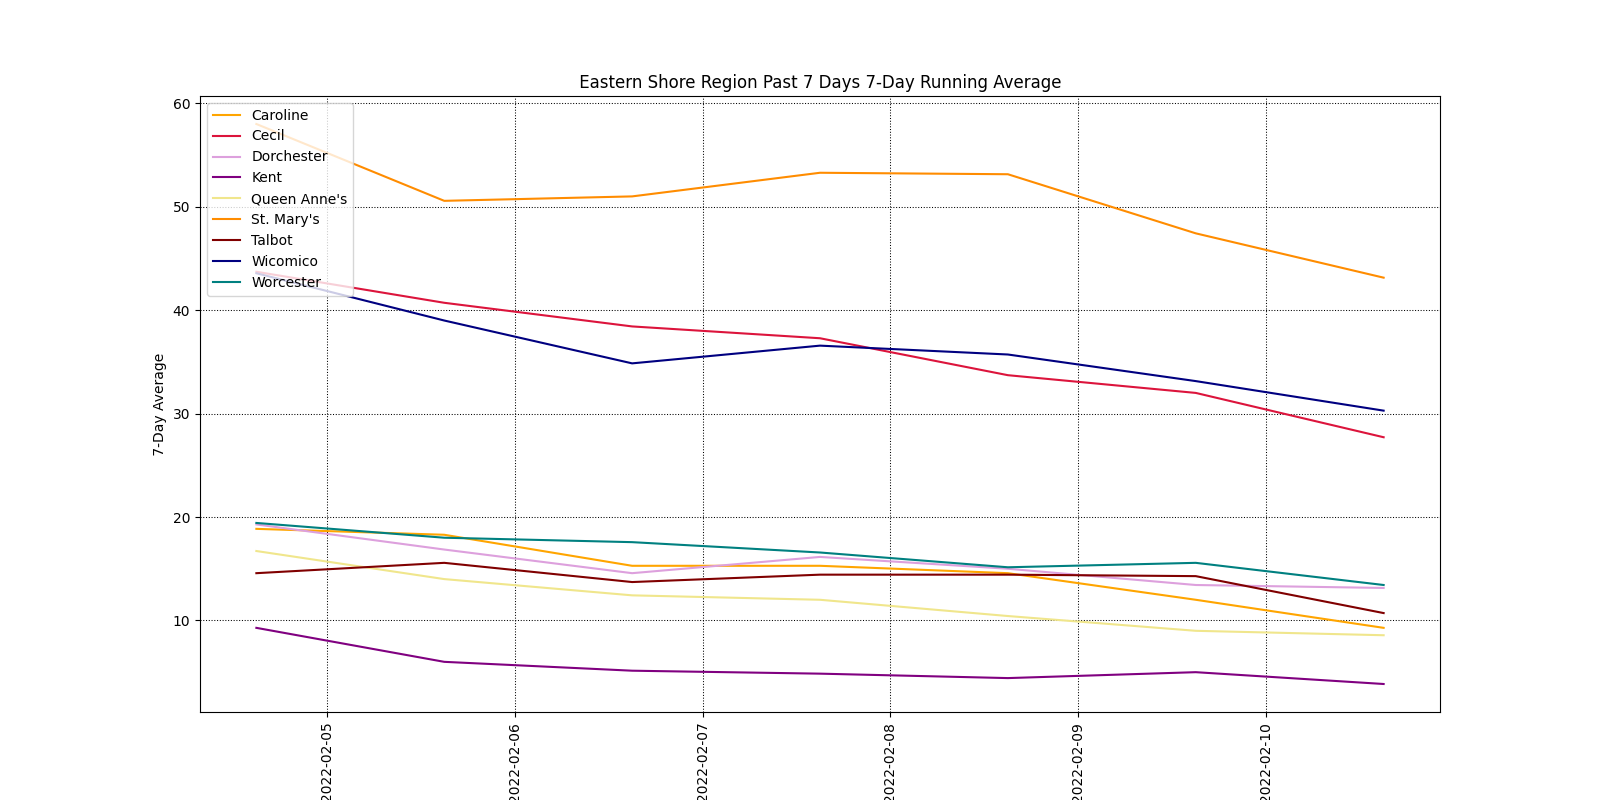 Eastern Shore Region Past 7 Days 7-Day Running Average
60
50
40
30
20
10
7-Day Average
Caroline
Cecil
Dorchester
Kent
Queen Anne's
St. Mary's
Talbot
Wicomico
Worcester
2022-02-05
2022-02-06
2022-02-07
2022-02-08
2022-02-09
2022-02-10